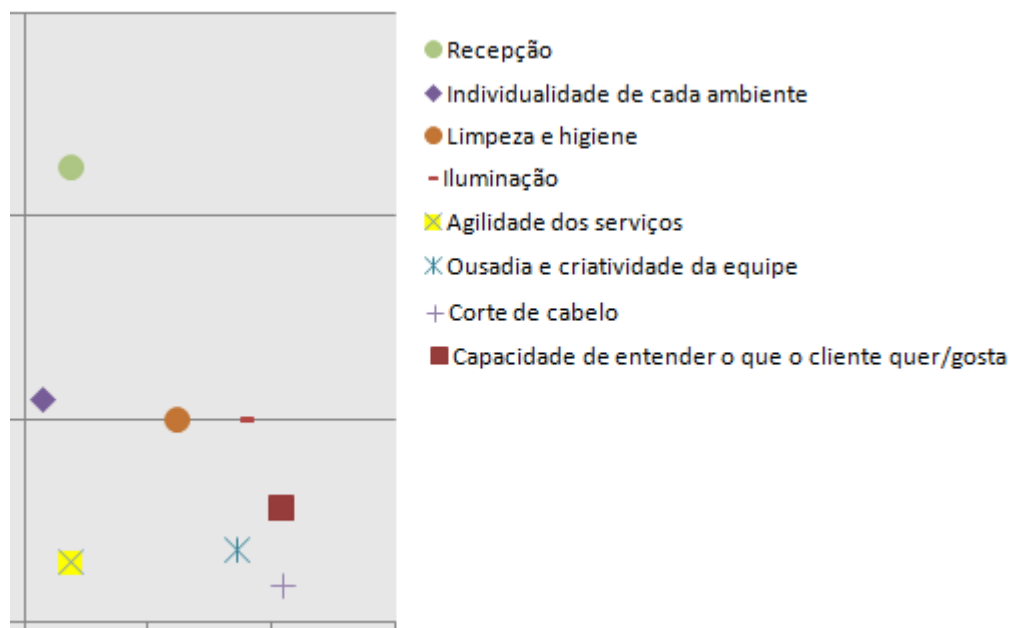 Recepção
Individualidade de cada ambiente
Limpeza e higiene
Iluminação
Agilidade dos serviços
Ousadia e criatividade da equipe
Corte de cabelo
Capacidade de entender o que o cliente quer/gosta